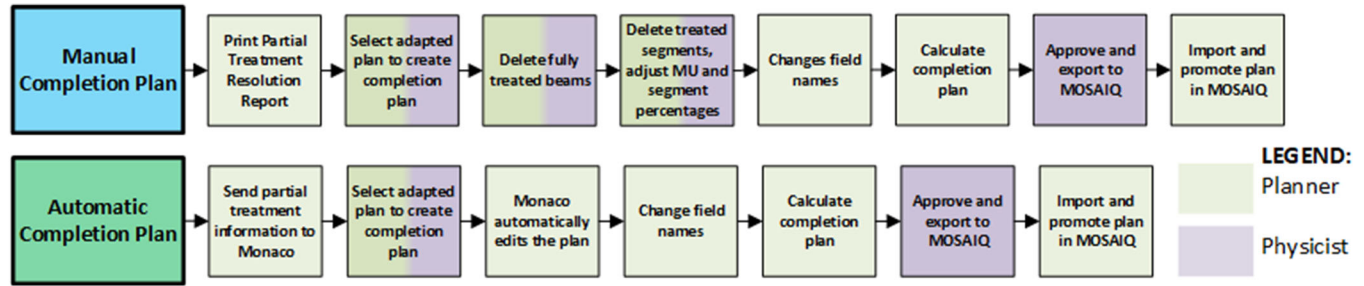 Manual
Completion Plan
Print Partial
Treatment
Resolution
Report
Select adapted
plan to create
completion
plan
Delete fully
treated beams
Delete treated
segments,
adjust MU and
segment
percentages
Changes field
names
Calculate
completion
plan
Approve and
export to
MOSAIQ
Import and
promote plan
in MOSAIQ
Automatic
Completion Plan
Send partial
treatment
information to
Monaco
Select adapted
plan to create
completion
plan
Monaco
automatically
edits the plan
Change field
names
Calculate
completion
plan
Approve and
export to
MOSAIQ
Import and
promote plan
in MOSAIQ
LEGEND:
Planner
Physicist